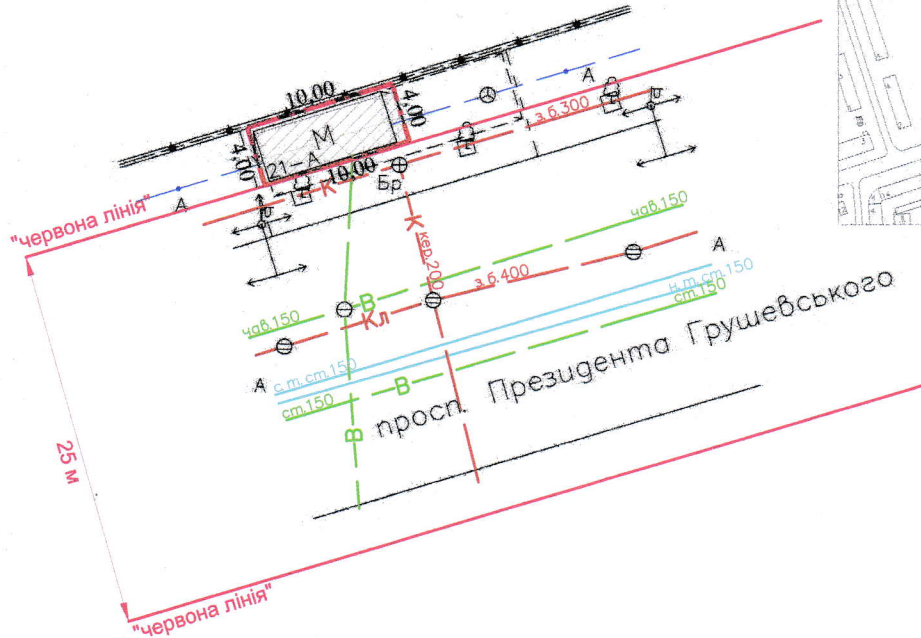 10,00
4,00
А
з.б.300
М
4,00
21-А
10,00
К
Бр
А
"червона лінія"
К
кер.200
чав.150
В
А
з.б.400
н.т.ст.150
чав.150
Кл
ст.150
А
с.т.ст.150
В
ст.150
В
просп. Президента Грушевського
25 м
"червона лінія"